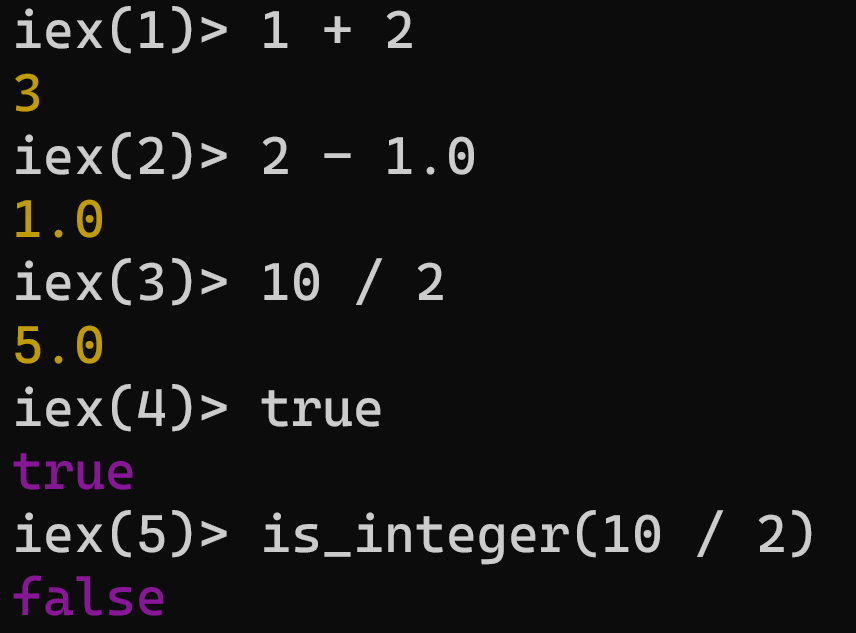 iex(1)> 1 + 2
3
iex(2)> 2 - 1.0
1.0
iex(3)> 10 / 2
5.0
iex(4)> true
true
iex(5)> is_integer(10 / 2)
false